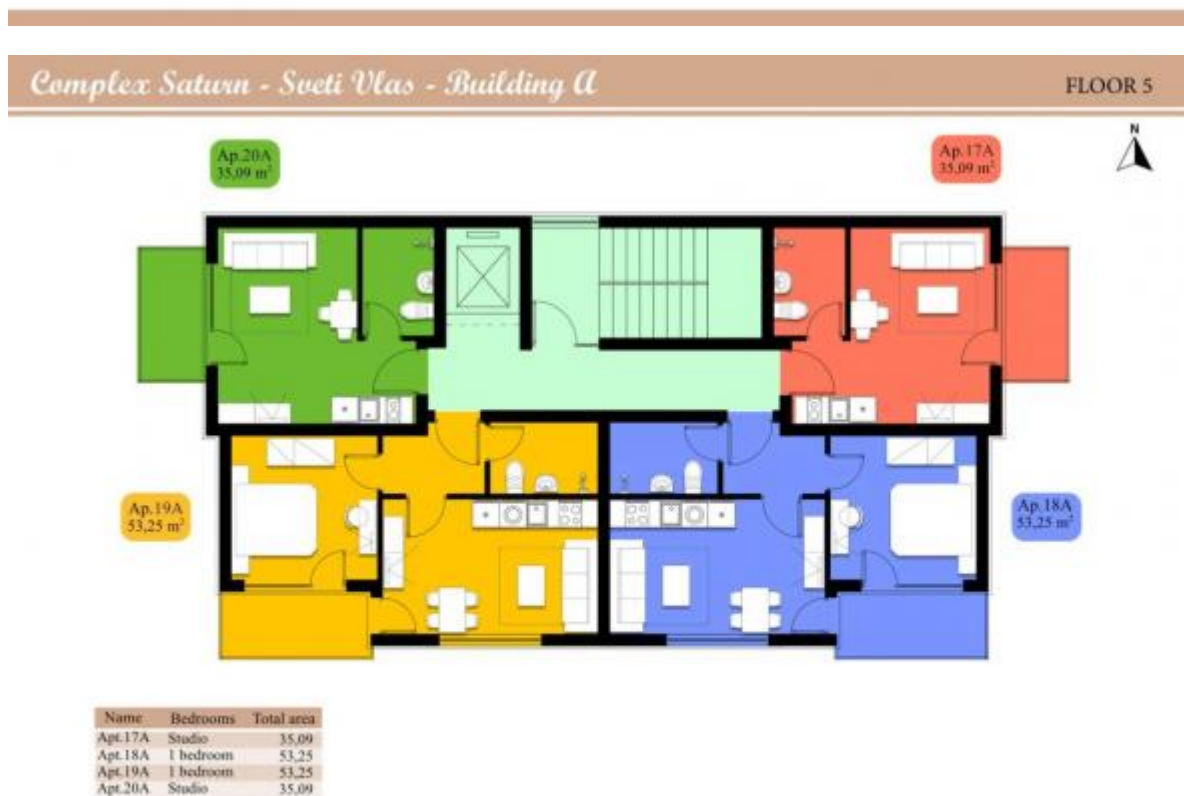 Complex Saturn - Sveti Vlas - Building A
FLOOR 5
Ap.20A
35,09 m²
Ap.17A
35,09 m²
N
Ap.19A
53,25 m²
Ap.18A
53,25 m²
Name Bedrooms Total area
Apt.17A Studio 35,09
Apt.18A 1 bedroom 53,25
Apt.19A 1 bedroom 53,25
Apt.20A Studio 35,09